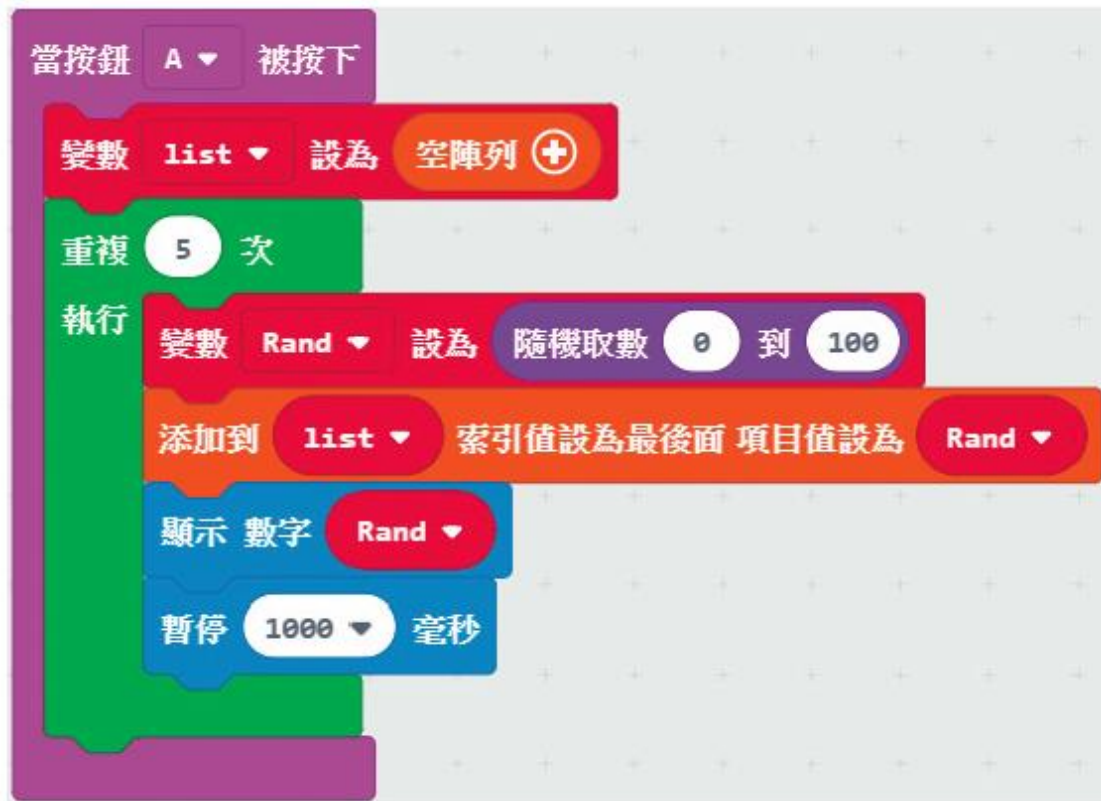 當按鈕 A 被按下
變數 list 設為 空陣列
重複 5 次
執行
變數 Rand 設為 隨機取數 0 到 100
添加到 list 索引值設為最後面 項目值設為 Rand
顯示 數字 Rand
暫停 1000 毫秒